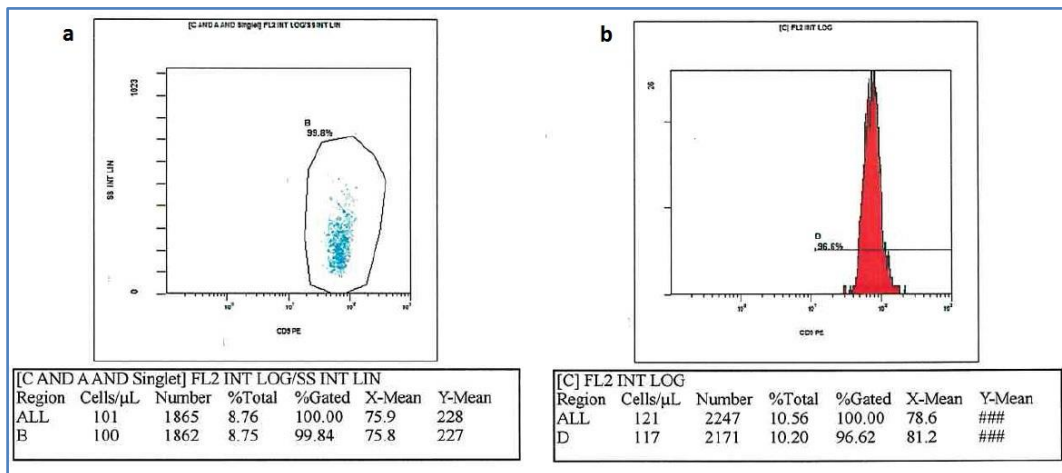 a
[C AND A AND Singlet] FL2 INT LOG/SS INT LIN
1023
B
99.8%
SS INT LIN
0
CD9 PE
[C AND A AND Singlet] FL2 INT LOG/SS INT LIN
Region Cells/µL Number %Total %Gated X-Mean Y-Mean
ALL 101 1865 8.76 100.00 75.9 228
B 100 1862 8.75 99.84 75.8 227
b
[C] FL2 INT LOG
26
D
96.6%
CD9 PE
[C] FL2 INT LOG
Region Cells/µL Number %Total %Gated X-Mean Y-Mean
ALL 121 2247 10.56 100.00 78.6 ###
D 117 2171 10.20 96.62 81.2 ###